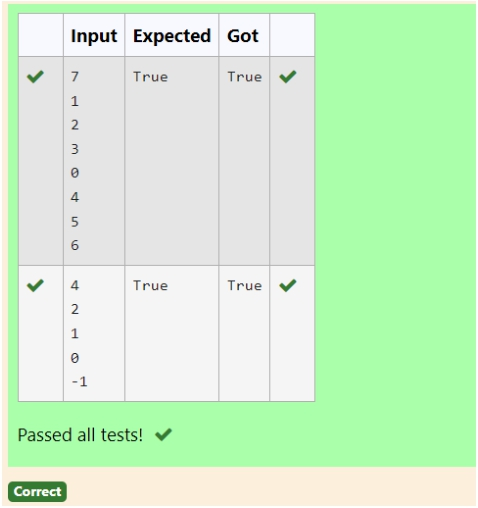 Input Expected Got
7 True True
1
2
3
0
4
5
6
4 True True
2
1
0
-1
Passed all tests!
Correct